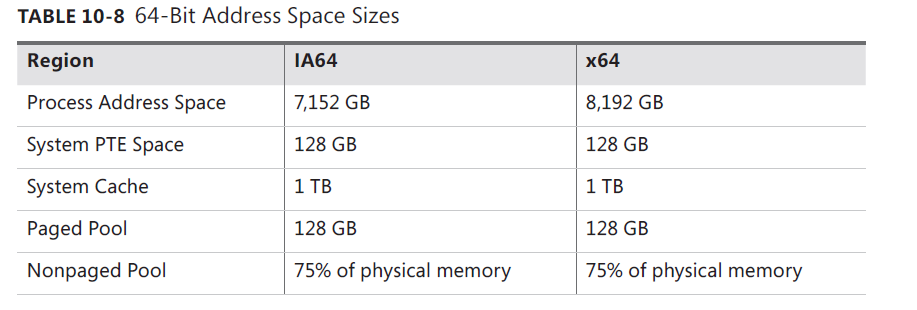 TABLE 10-8 64-Bit Address Space Sizes
Region IA64 x64
Process Address Space 7,152 GB 8,192 GB
System PTE Space 128 GB 128 GB
System Cache 1 TB 1 TB
Paged Pool 128 GB 128 GB
Nonpaged Pool 75% of physical memory 75% of physical memory